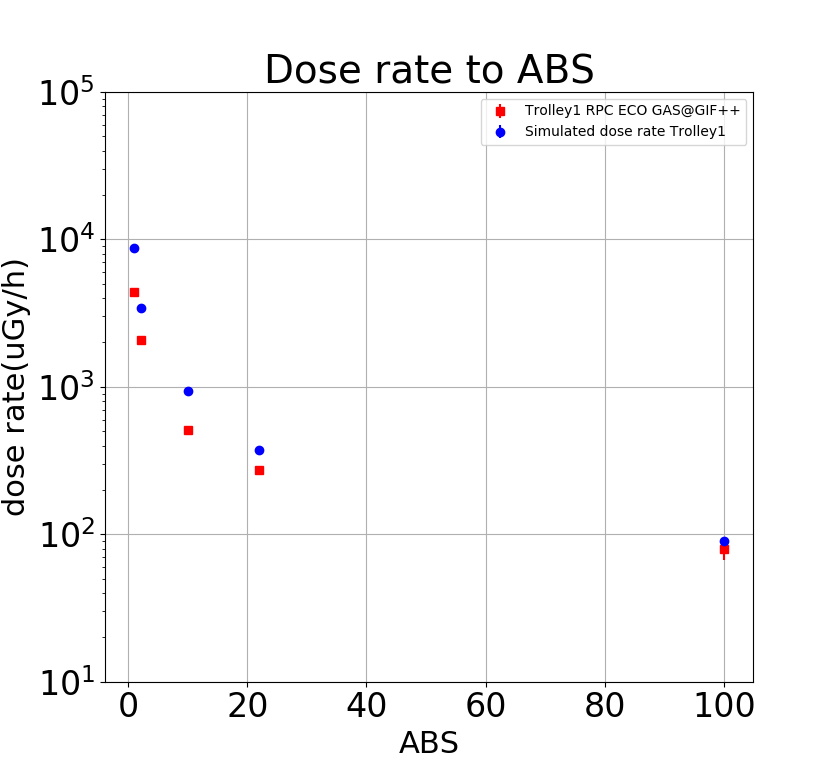 Dose rate to ABS
10^5
Trolley1 RPC ECO GAS@GIF++
Simulated dose rate Trolley1
10^4
dose rate(uGy/h)
10^3
10^2
10^1
0 20 40 60 80 100
ABS